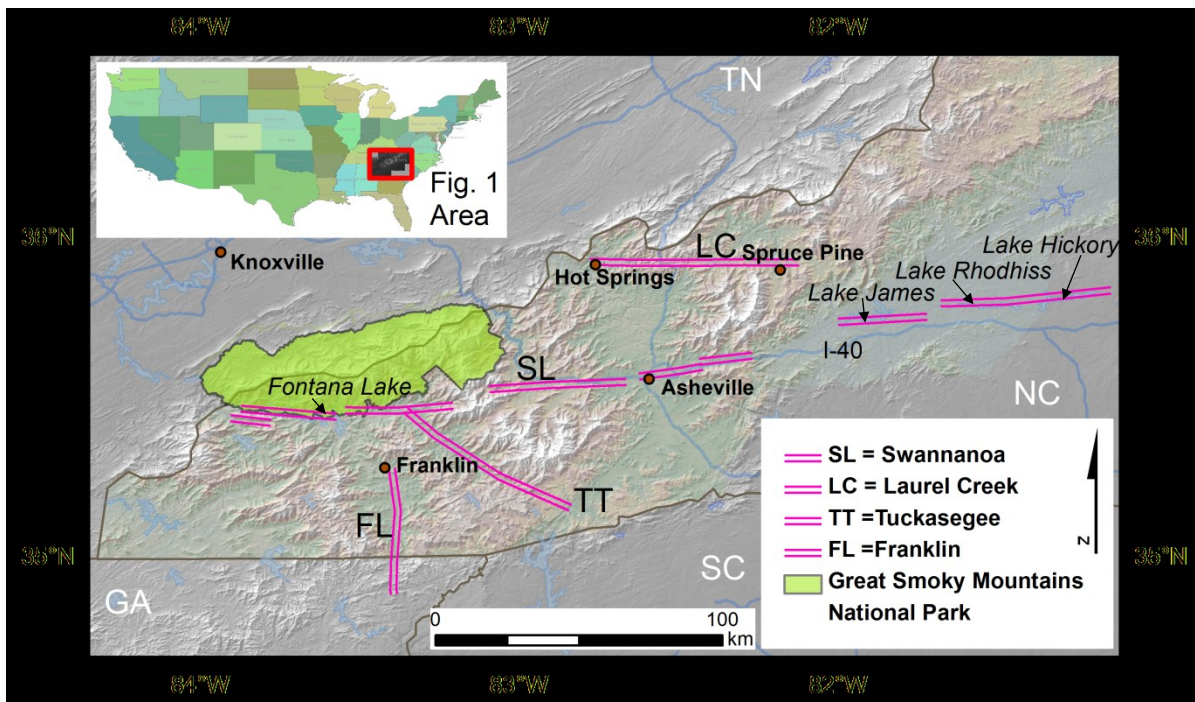 84°W 83°W 82°W
TN
Fig. 1
Area
36°N 36°N
Knoxville
LC Spruce Pine
Hot Springs
Lake Hickory
Lake Rhodhiss
Lake James
I-40
SL
Asheville
Fontana Lake
NC
Franklin
TT
FL
SL = Swannanoa
LC = Laurel Creek
TT =Tuckasegee
FL =Franklin
Great Smoky Mountains
National Park
N
35°N 35°N
SC
GA
0 100
km
84°W 83°W 82°W